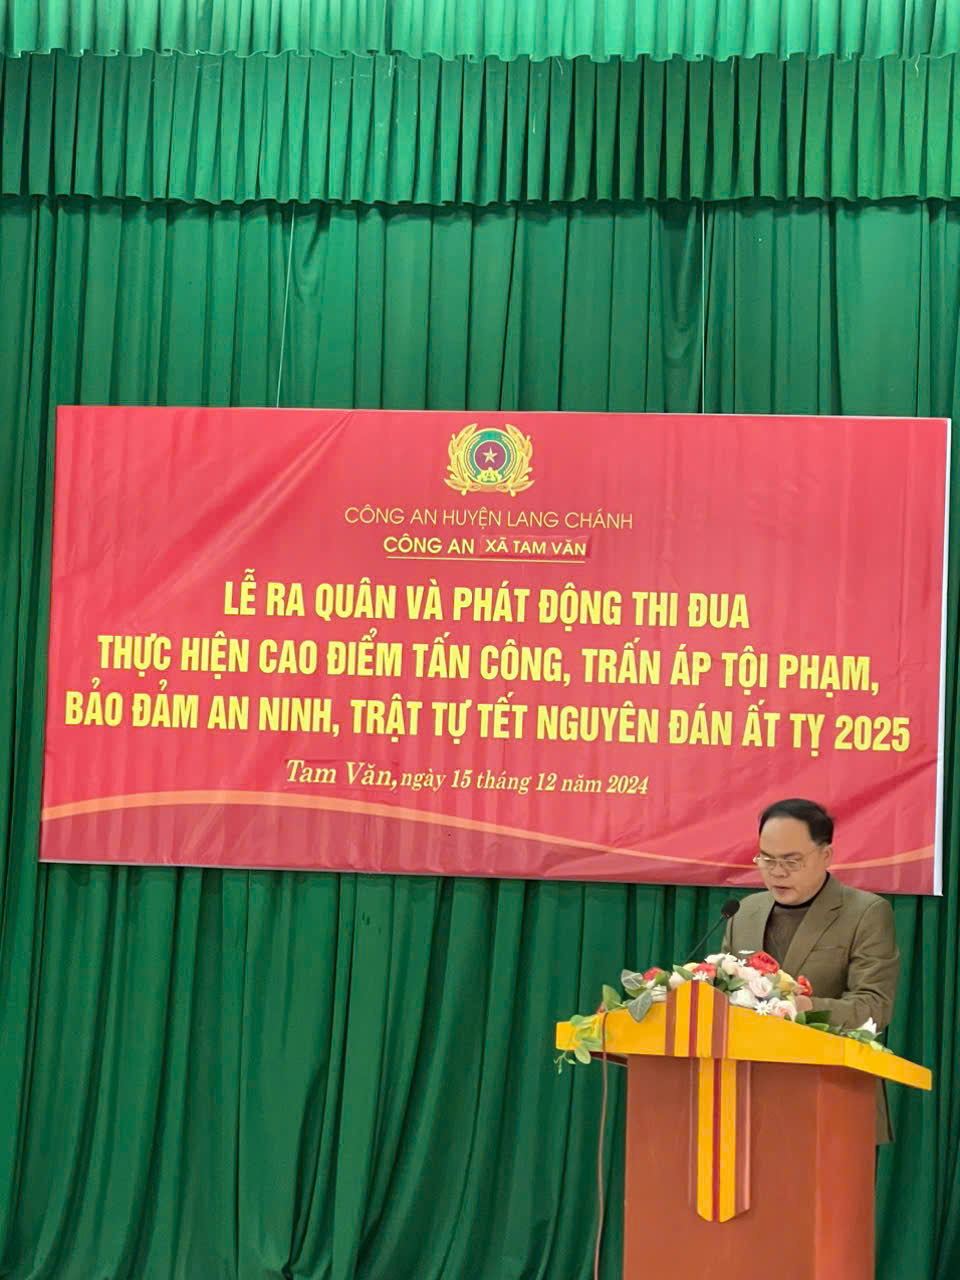 CÔNG AN HUYỆN LANG CHÁNH
CÔNG AN XÃ TAM VĂN
LỄ RA QUÂN VÀ PHÁT ĐỘNG THI ĐUA
THỰC HIỆN CAO ĐIỂM TẤN CÔNG, TRẤN ÁP TỘI PHẠM,
BẢO ĐẢM AN NINH, TRẬT TỰ TẾT NGUYÊN ĐÁN ẤT TỴ 2025
Tam Văn, ngày 15 tháng 12 năm 2024